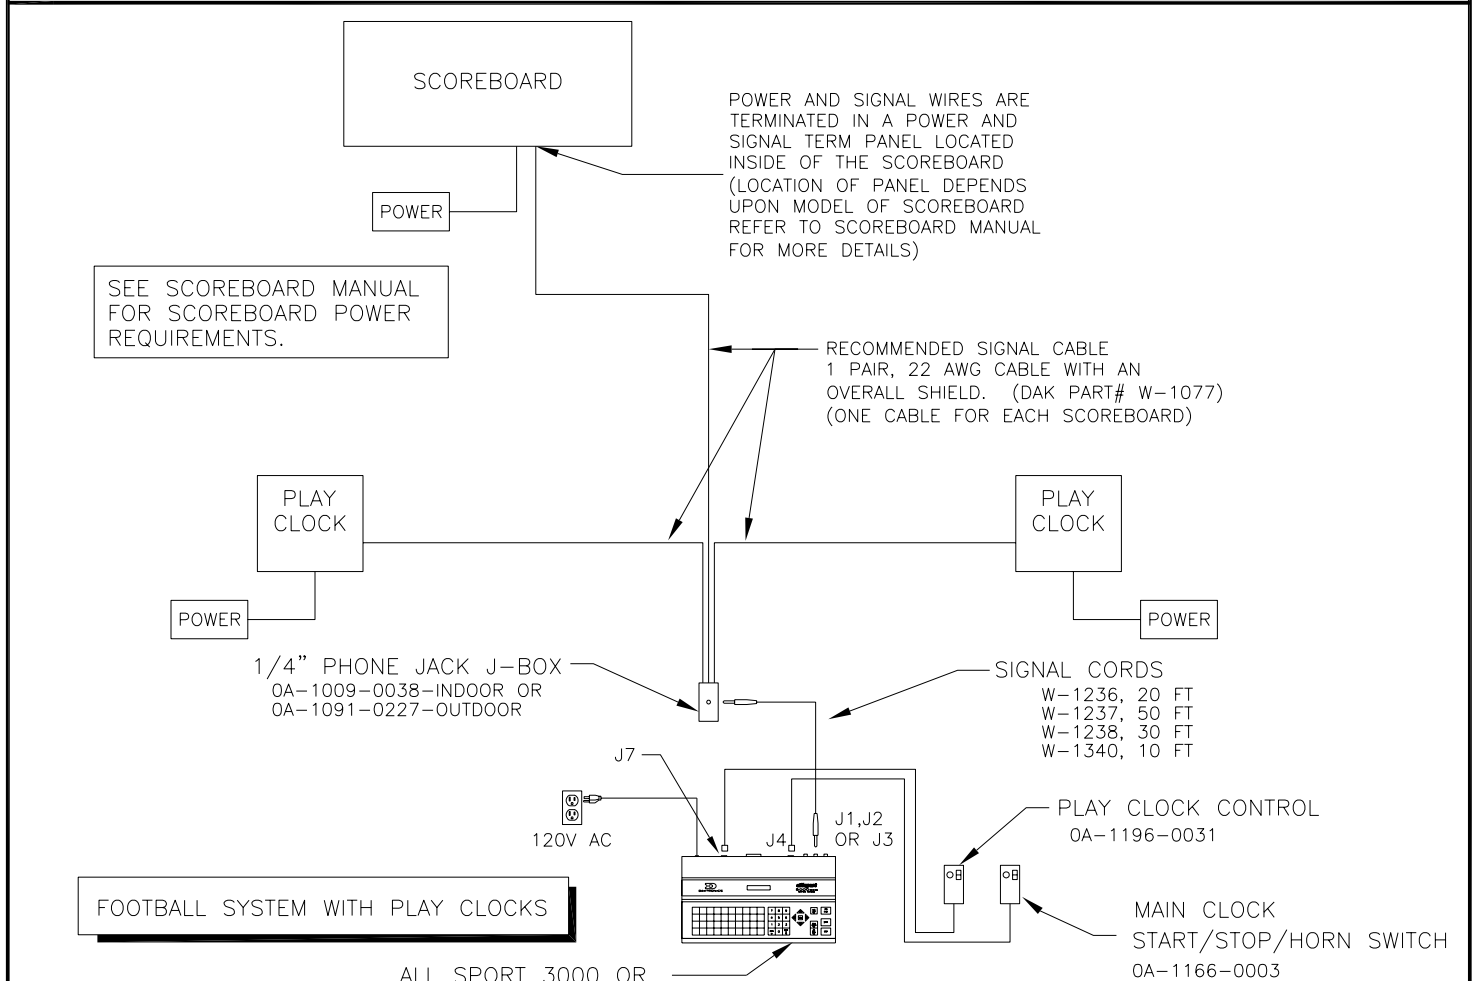 SCOREBOARD
POWER AND SIGNAL WIRES ARE
TERMINATED IN A POWER AND
SIGNAL TERM PANEL LOCATED
INSIDE OF THE SCOREBOARD
(LOCATION OF PANEL DEPENDS
UPON MODEL OF SCOREBOARD
REFER TO SCOREBOARD MANUAL
FOR MORE DETAILS)
POWER
SEE SCOREBOARD MANUAL
FOR SCOREBOARD POWER
REQUIREMENTS.
RECOMMENDED SIGNAL CABLE
1 PAIR, 22 AWG CABLE WITH AN
OVERALL SHIELD. (DAK PART# W-1077)
(ONE CABLE FOR EACH SCOREBOARD)
PLAY
CLOCK
PLAY
CLOCK
POWER
POWER
1/4” PHONE JACK J-BOX
0A-1009-0038-INDOOR OR
0A-1091-0227-OUTDOOR
SIGNAL CORDS
W-1236, 20 FT
W-1237, 50 FT
W-1238, 30 FT
W-1340, 10 FT
J7
120V AC
J4
J1,J2
OR J3
PLAY CLOCK CONTROL
0A-1196-0031
FOOTBALL SYSTEM WITH PLAY CLOCKS
MAIN CLOCK
START/STOP/HORN SWITCH
0A-1166-0003
ALL SPORT 3000 OR